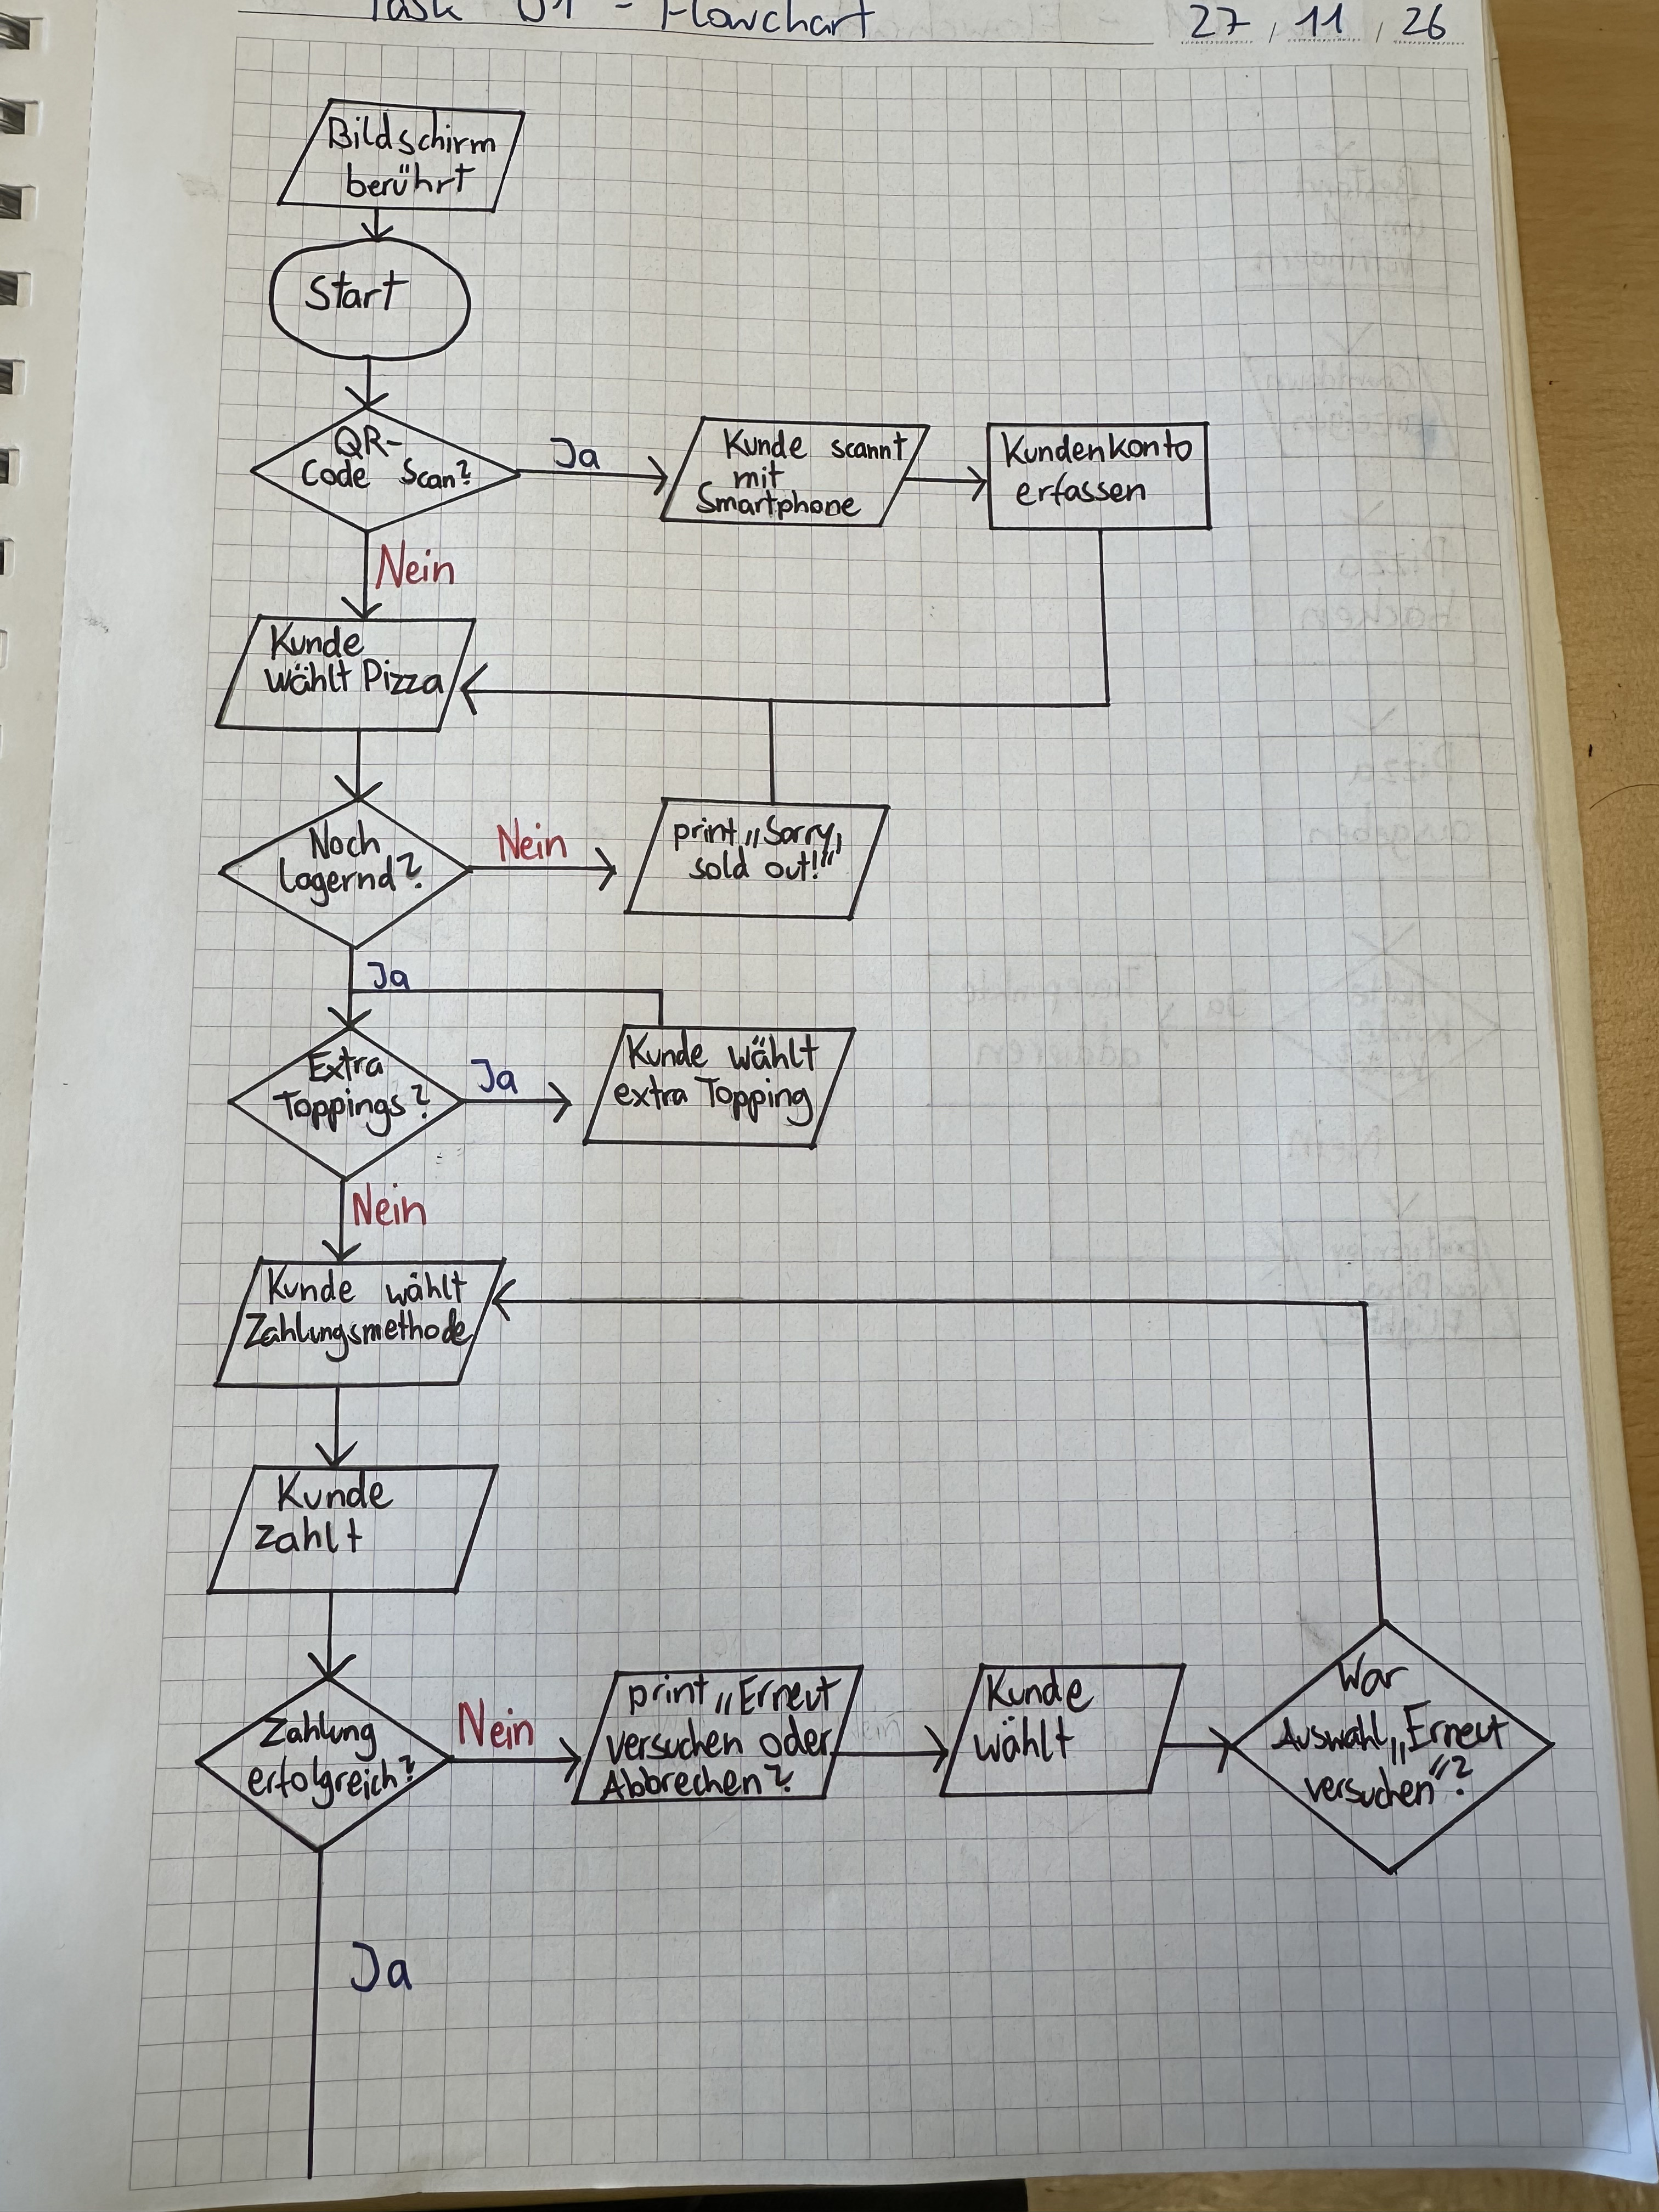 Task 01 - Flowchart
27, 11, 26
Bildschirm
berührt
Start
QR-
Code Scan?
Ja
Kunde scannt
mit
Smartphone
Kundenkonto
erfassen
Nein
Kunde
wählt Pizza
Noch
lagernd?
Nein
print „Sorry,
sold out!"
Ja
Extra
Toppings?
Ja
Kunde wählt
extra Topping
Nein
Kunde wählt
Zahlungsmethode
Kunde
zahlt
Zahlung
erfolgreich?
Nein
print „Erneut
versuchen oder
Abbrechen?
Kunde
wählt
War
Auswahl „Erneut
versuchen"?
Ja